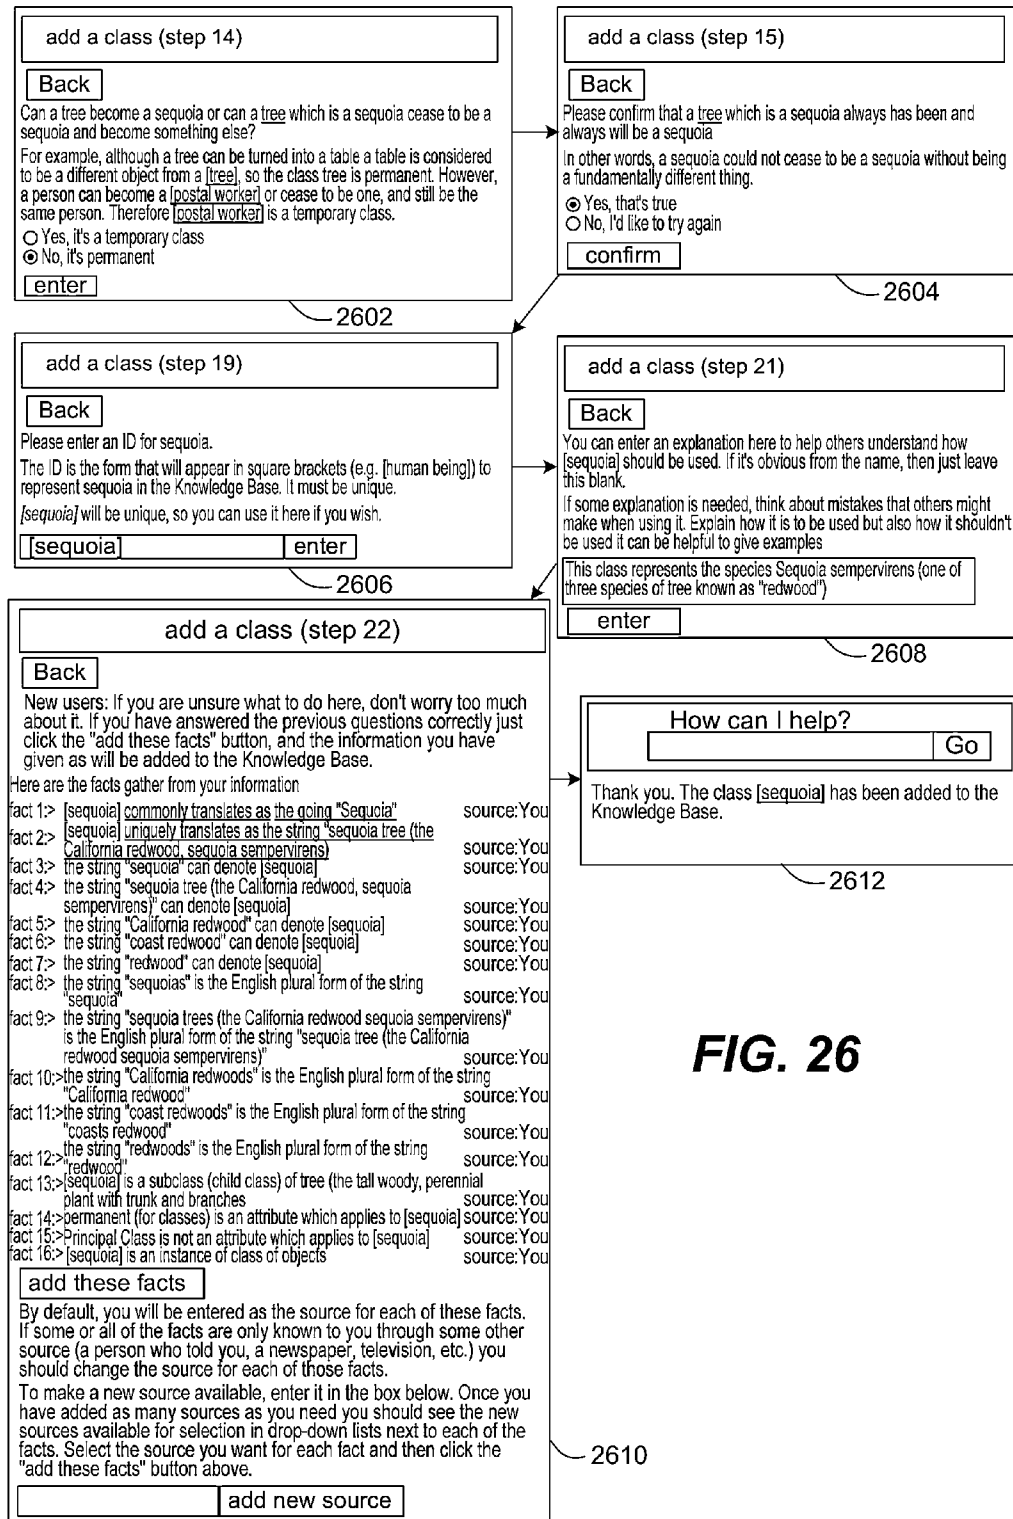 add a class (step 14)
Back
Can a tree become a sequoia or can a tree which is a sequoia cease to be a
sequoia and become something else?
For example, although a tree can be turned into a table a table is considered
to be a different object from a [tree], so the class tree is permanent. However,
a person can become a [postal worker] or cease to be one, and still be the
same person. Therefore [postal worker] is a temporary class.
Yes, it's a temporary class
No, it's permanent
enter
2602
add a class (step 15)
Back
Please confirm that a tree which is a sequoia always has been and
always will be a sequoia
In other words, a sequoia could not cease to be a sequoia without being
a fundamentally different thing.
Yes, that's true
No, I'd like to try again
confirm
2604
add a class (step 19)
Back
Please enter an ID for sequoia.
The ID is the form that will appear in square brackets (e.g. [human being]) to
represent sequoia in the Knowledge Base. It must be unique.
[sequoia] will be unique, so you can use it here if you wish.
[sequoia] enter
2606
add a class (step 21)
Back
You can enter an explanation here to help others understand how
[sequoia] should be used. If it's obvious from the name, then just leave
this blank.
If some explanation is needed, think about mistakes that others might
make when using it. Explain how it is to be used but also how it shouldn't
be used it can be helpful to give examples
This class represents the species Sequoia sempervirens (one of
three species of tree known as "redwood")
enter
2608
add a class (step 22)
Back
New users: If you are unsure what to do here, don't worry too much
about it. If you have answered the previous questions correctly just
click the "add these facts" button, and the information you have
given as will be added to the Knowledge Base.
Here are the facts gather from your information
fact 1:> [sequoia] commonly translates as the going "Sequoia" source:You
fact 2:> [sequoia] uniquely translates as the string "sequoia tree (the
California redwood, sequoia sempervirens) source:You
fact 3:> the string "sequoia" can denote [sequoia] source:You
fact 4:> the string "sequoia tree (the California redwood, sequoia
sempervirens)" can denote [sequoia] source:You
fact 5:> the string "California redwood" can denote [sequoia] source:You
fact 6:> the string "coast redwood" can denote [sequoia] source:You
fact 7:> the string "redwood" can denote [sequoia] source:You
fact 8:> the string "sequoias" is the English plural form of the string
"sequoia" source:You
fact 9:> the string "sequoia trees (the California redwood sequoia sempervirens)"
is the English plural form of the string "sequoia tree (the California
redwood sequoia sempervirens)" source:You
fact 10:> the string "California redwoods" is the English plural form of the string
"California redwood" source:You
fact 11:> the string "coast redwoods" is the English plural form of the string
"coasts redwood" source:You
fact 12:> the string "redwoods" is the English plural form of the string
"redwood" source:You
fact 13:> [sequoia] is a subclass (child class) of tree (the tall woody, perennial
plant with trunk and branches source:You
fact 14:> permanent (for classes) is an attribute which applies to [sequoia] source:You
fact 15:> Principal Class is not an attribute which applies to [sequoia] source:You
fact 16:> [sequoia] is an instance of class of objects source:You
add these facts
By default, you will be entered as the source for each of these facts.
If some or all of the facts are only known to you through some other
source (a person who told you, a newspaper, television, etc.) you
should change the source for each of those facts.
To make a new source available, enter it in the box below. Once you
have added as many sources as you need you should see the new
sources available for selection in drop-down lists next to each of the
facts. Select the source you want for each fact and then click the
"add these facts" button above.
add new source
2610
How can I help?
Go
Thank you. The class [sequoia] has been added to the
Knowledge Base.
2612
FIG. 26